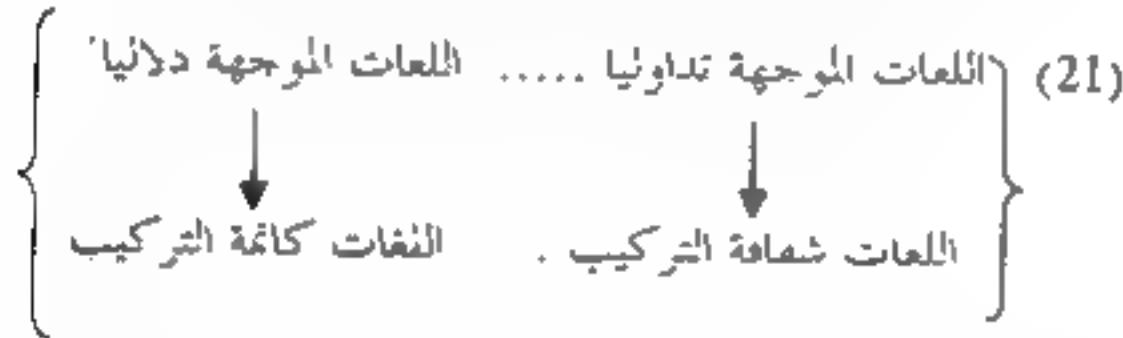 (21) اللغات الموجهة تداوليا ..... اللغات الموجهة دلاليا
اللغات شفافة التركيب . اللغات كاتمة التركيب